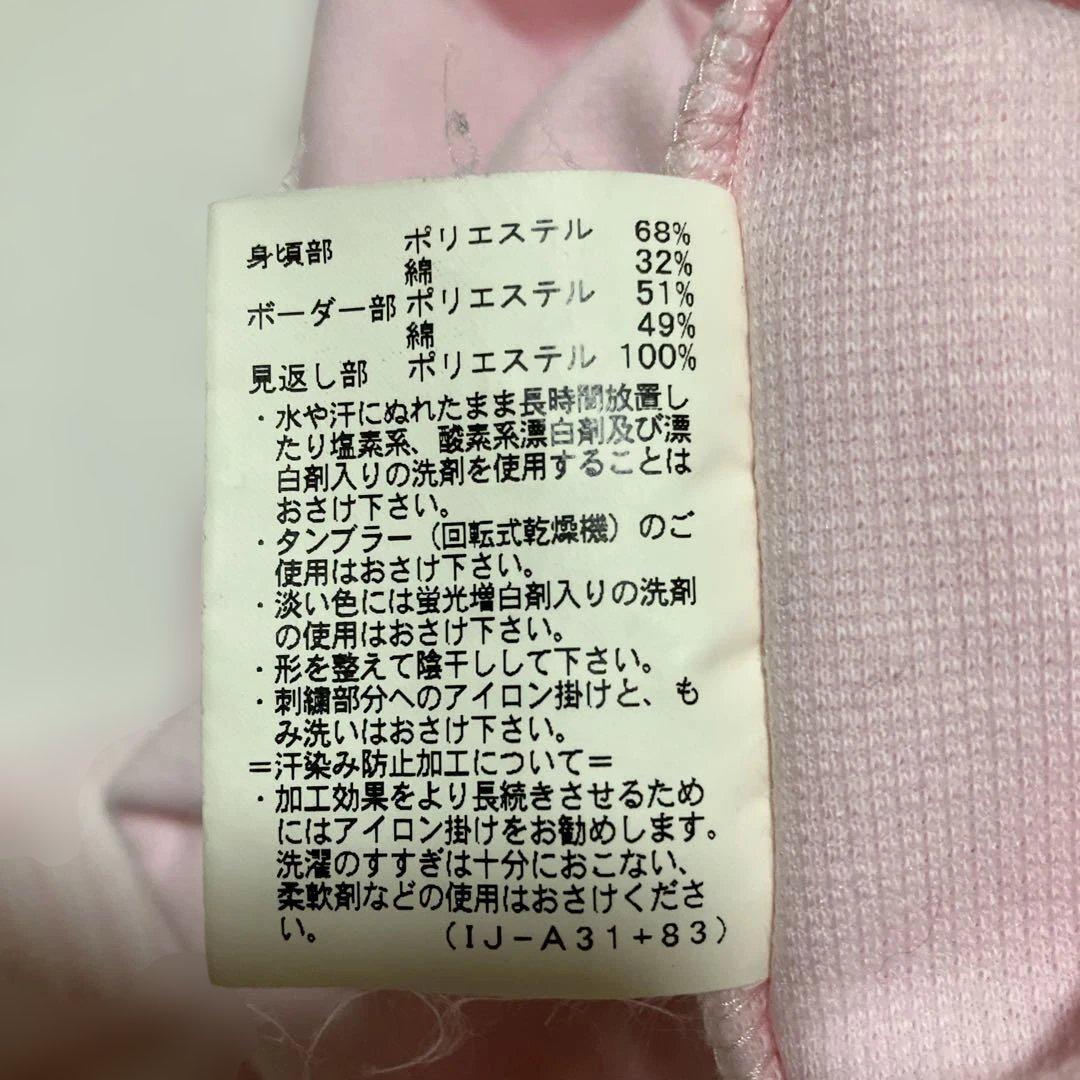 身頃部 ポリエステル 68%
綿 32%
ボーダー部 ポリエステル 51%
綿 49%
見返し部 ポリエステル 100%
・水や汗にぬれたまま長時間放置し
たり塩素系、酸素系漂白剤及び漂
白剤入りの洗剤を使用することは
おさけ下さい。
・タンブラー(回転式乾燥機)のご
使用はおさけ下さい。
・淡い色には蛍光増白剤入りの洗剤
の使用はおさけ下さい。
・形を整えて陰干しして下さい。
・刺繍部分へのアイロン掛けと、も
み洗いはおさけ下さい。
=汗染み防止加工について=
・加工効果をより長続きさせるため
にはアイロン掛けをお勧めします。
洗濯のすすぎは十分におこない、
柔軟剤などの使用はおさけくださ
い。 (IJ-A31+83)